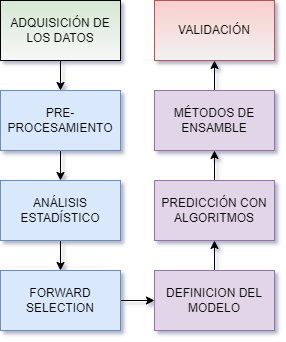 ADQUISICIÓN DE
LOS DATOS
PRE-
PROCESAMIENTO
ANÁLISIS
ESTADÍSTICO
FORWARD
SELECTION
DEFINICION DEL
MODELO
PREDICCIÓN CON
ALGORITMOS
MÉTODOS DE
ENSAMBLE
VALIDACIÓN